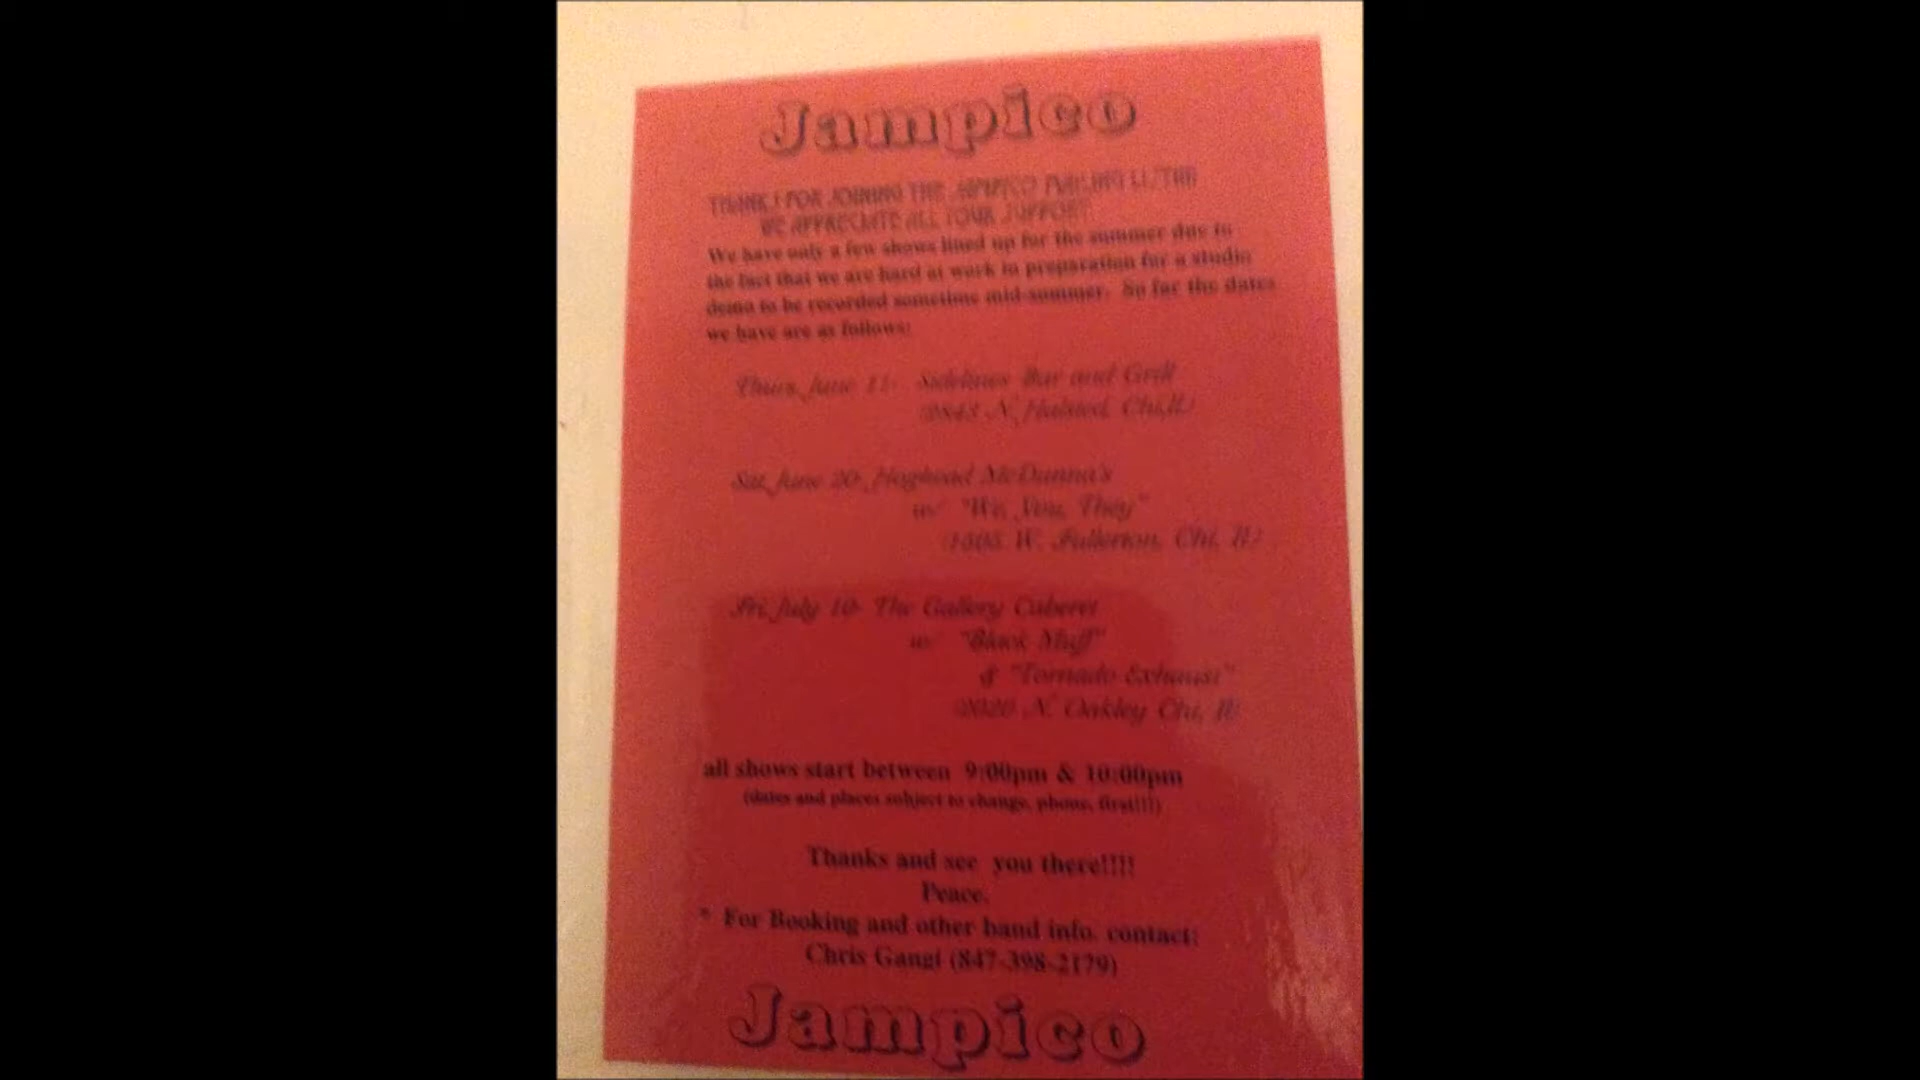 Jampico
THANKS FOR JOINING THE JAMPICO MAILING LIST!!!!
WE APPRECIATE ALL YOUR SUPPORT.
We have only a few shows lined up for the summer due to
the fact that we are hard at work in preparation for a studio
demo to be recorded sometime mid-summer. So far the dates
we have are as follows:
Thurs, June 11- Sidelines Bar and Grill
(2843 N. Halsted, Chi, IL)
Sat, June 20- Hoghead McDunna's
w/ "We, You, They"
(1505 W. Fullerton, Chi, IL)
Fri, July 10- The Gallery Caberet
w/ "Black Muff"
& "Tornado Exhaust"
2020 N. Oakley Chi, Il
all shows start between 9:00pm & 10:00pm
(dates and places subject to change, phone, first!!!!)
Thanks and see you there!!!!!
Peace.
* For Booking and other band info. contact:
Chris Gangi (847-398-2179)
Jampico